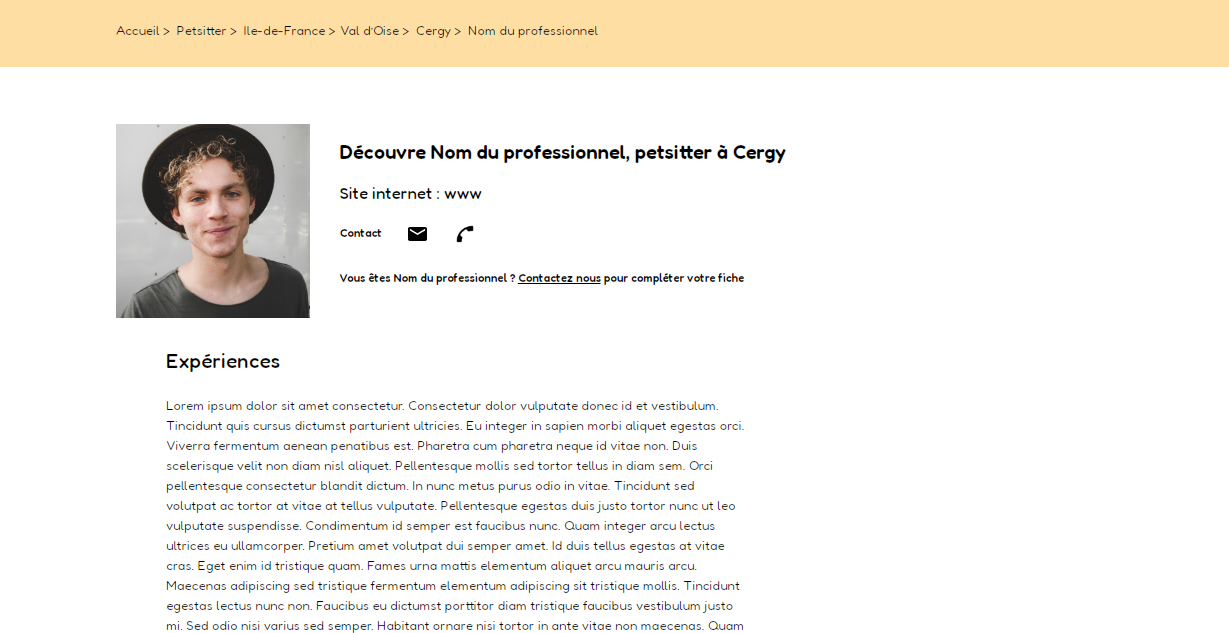 Accueil > Petsitter > Ile-de-France > Val d'Oise > Cergy > Nom du professionnel
Découvre Nom du professionnel, petsitter à Cergy
Site internet : www
Contact
Vous êtes Nom du professionnel ? Contactez nous pour compléter votre fiche
Expériences
Lorem ipsum dolor sit amet consectetur. Consectetur dolor vulputate donec id et vestibulum.
Tincidunt quis cursus dictumst parturient ultricies. Eu integer in sapien morbi aliquet egestas orci.
Viverra fermentum aenean penatibus est. Pharetra cum pharetra neque id vitae non. Duis
scelerisque velit non diam nisl aliquet. Pellentesque mollis sed tortor tellus in diam sem. Orci
pellentesque consectetur blandit dictum. In nunc metus purus odio in vitae. Tincidunt sed
volutpat ac tortor at vitae at tellus vulputate. Pellentesque egestas duis justo tortor nunc ut leo
vulputate suspendisse. Condimentum id semper est faucibus nunc. Quam integer arcu lectus
ultrices eu ullamcorper. Pretium amet volutpat dui semper amet. Id duis tellus egestas at vitae
cras. Eget enim id tristique quam. Fames urna mattis elementum aliquet arcu mauris arcu.
Maecenas adipiscing sed tristique fermentum elementum adipiscing sit tristique mollis. Tincidunt
egestas lectus nunc non. Faucibus eu dictumst porttitor diam tristique faucibus vestibulum justo
mi. Sed odio nisi varius sed semper. Habitant ornare nisi tortor in ante vitae non maecenas. Quam